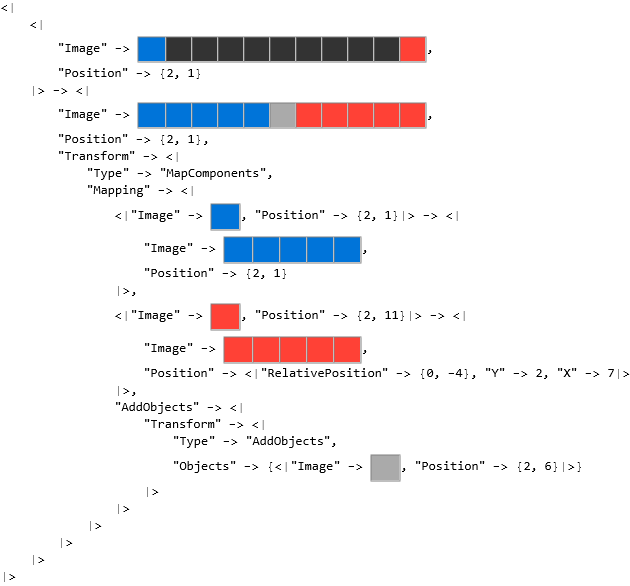 <|
<|
"Image" -> ,
"Position" -> {2, 1}
|> -> <|
"Image" -> ,
"Position" -> {2, 1},
"Transform" -> <|
"Type" -> "MapComponents",
"Mapping" -> <|
<|"Image" -> , "Position" -> {2, 1}|> -> <|
"Image" -> ,
"Position" -> {2, 1}
|>,
<|"Image" -> , "Position" -> {2, 11}|> -> <|
"Image" -> ,
"Position" -> <|"RelativePosition" -> {0, -4}, "Y" -> 2, "X" -> 7|>
|>,
"AddObjects" -> <|
"Transform" -> <|
"Type" -> "AddObjects",
"Objects" -> {<|"Image" -> , "Position" -> {2, 6}|>}
|>
|>
|>
|>
|>
|>